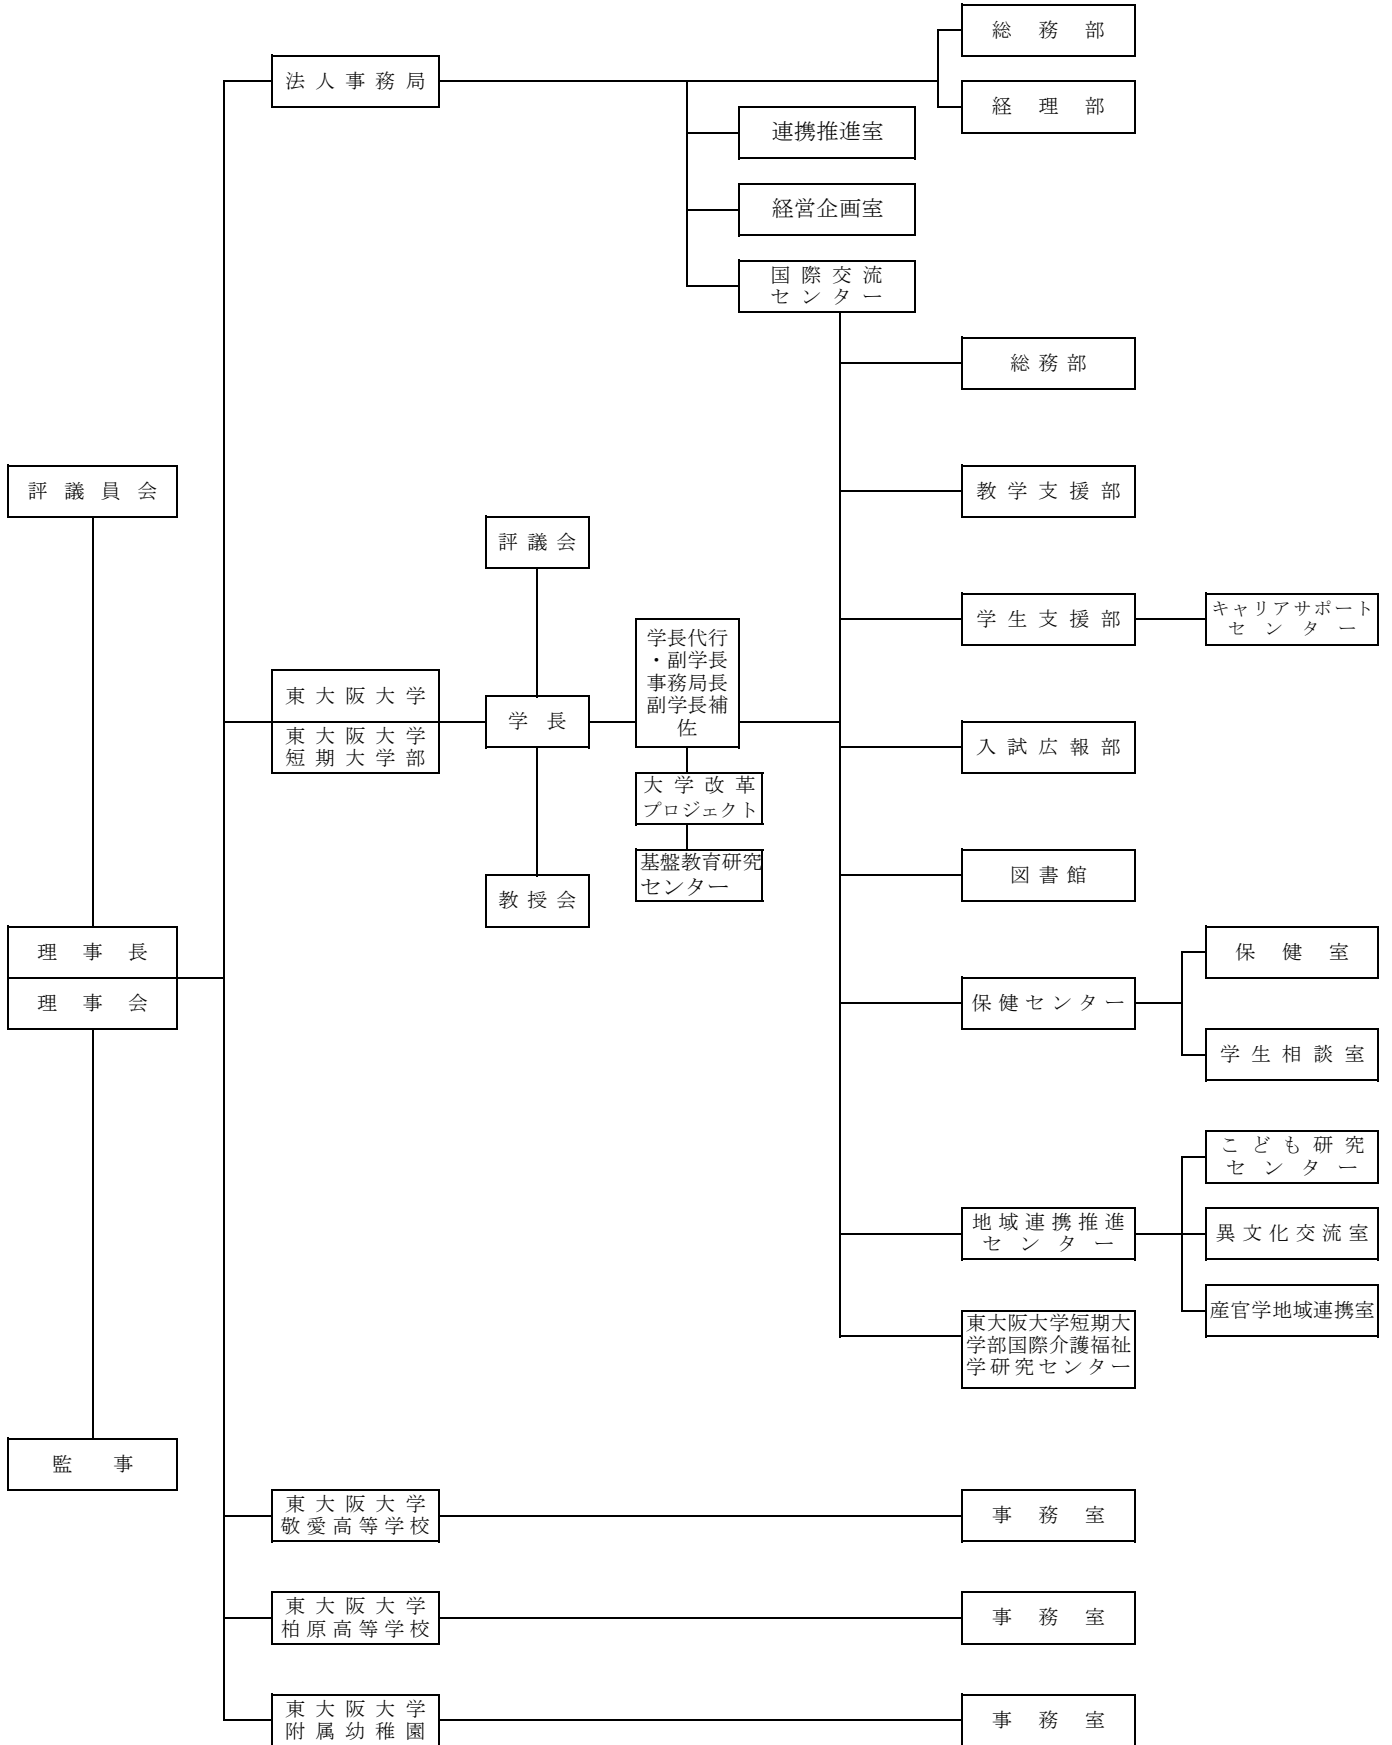 総務部
法人事務局
経理部
連携推進室
経営企画室
国際交流
センター
総務部
評議員会
教学支援部
評議会
学生支援部
キャリアサポート
センター
学長代行
・副学長
事務局長
副学長補
佐
東大阪大学
東大阪大学
短期大学部
学長
入試広報部
大学改革
プロジェクト
基盤教育研究
センター
図書館
教授会
理事長
理事会
保健センター
保健室
学生相談室
こども研究
センター
地域連携推進
センター
異文化交流室
産官学地域連携室
東大阪大学短期大
学部国際介護福祉
学研究センター
監事
東大阪大学
敬愛高等学校
事務室
東大阪大学
柏原高等学校
事務室
東大阪大学
附属幼稚園
事務室